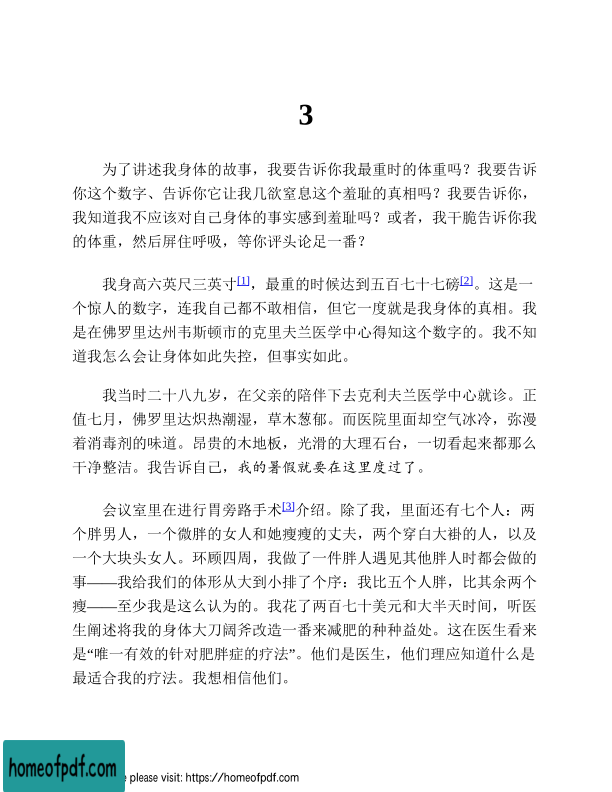 3
为了讲述我身体的故事，我要告诉你我最重时的体重吗？我要告诉
你这个数字、告诉你它让我几欲窒息这个羞耻的真相吗？我要告诉你，
我知道我不应该对自己身体的事实感到羞耻吗？或者，我干脆告诉你我
的体重，然后屏住呼吸，等你评头论足一番？
我身高六英尺三英寸[1]，最重的时候达到五百七十七磅[2]。这是一
个惊人的数字，连我自己都不敢相信，但它一度就是我身体的真相。我
是在佛罗里达州韦斯顿市的克里夫兰医学中心得知这个数字的。我不知
道我怎么会让身体如此失控，但事实如此。
我当时二十八九岁，在父亲的陪伴下去克利夫兰医学中心就诊。正
值七月，佛罗里达炽热潮湿，草木葱郁。而医院里面却空气冰冷，弥漫
着消毒剂的味道。昂贵的木地板，光滑的大理石台，一切看起来都那么
干净整洁。我告诉自己，我的暑假就要在这里度过了。
会议室里在进行胃旁路手术[3]介绍。除了我，里面还有七个人：两
个胖男人，一个微胖的女人和她瘦瘦的丈夫，两个穿白大褂的人，以及
一个大块头女人。环顾四周，我做了一件胖人遇见其他胖人时都会做的
事——我给我们的体形从大到小排了个序：我比五个人胖，比其余两个
瘦——至少我是这么认为的。我花了两百七十美元和大半天时间，听医
生阐述将我的身体大刀阔斧改造一番来减肥的种种益处。这在医生看来
是“唯一有效的针对肥胖症的疗法”。他们是医生，他们理应知道什么是
最适合我的疗法。我想相信他们。
homeofpdf.com
e please visit: https://homeofpdf.com